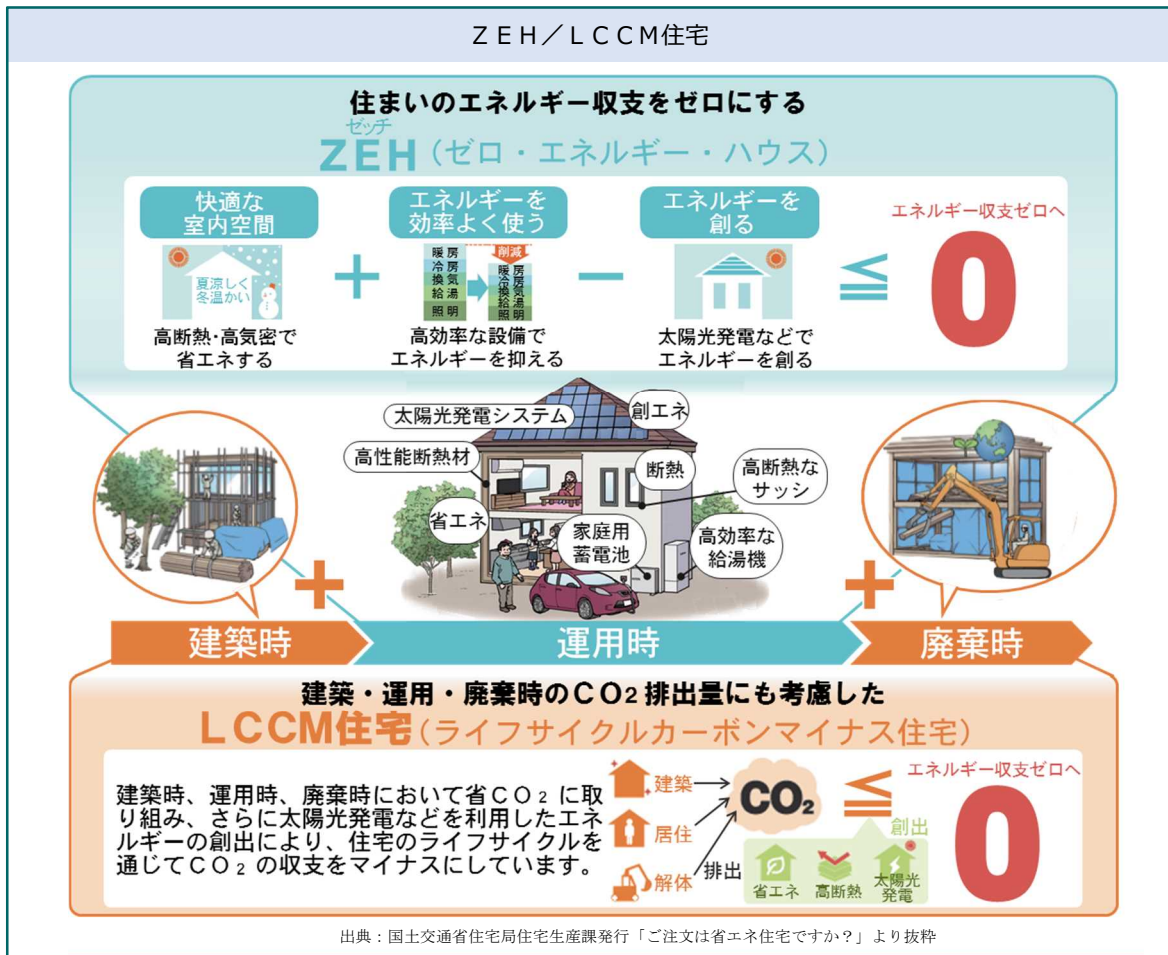 ＺＥＨ／ＬＣＣＭ住宅
住まいのエネルギー収支をゼロにする
ゼッチ
ZEH（ゼロ・エネルギー・ハウス）
快適な
室内空間
夏涼しく
冬温かい
高断熱・高気密で
省エネする
＋
エネルギーを
効率よく使う
暖房
冷房
換気
給湯
照明
削減
暖房
冷房
換気
給湯
照明
高効率な設備で
エネルギーを抑える
−
エネルギーを
創る
太陽光発電などで
エネルギーを創る
≦
エネルギー収支ゼロへ
0
太陽光発電システム
創エネ
高性能断熱材
断熱
高断熱な
サッシ
省エネ
家庭用
蓄電池
高効率な
給湯機
＋
＋
建築時
運用時
廃棄時
建築・運用・廃棄時のＣＯ₂排出量にも考慮した
ＬＣＣＭ住宅（ライフサイクルカーボンマイナス住宅）
建築時、運用時、廃棄時において省ＣＯ₂に取
り組み、さらに太陽光発電などを利用したエネ
ルギーの創出により、住宅のライフサイクルを
通じてＣＯ₂の収支をマイナスにしています。
建築
居住
解体
排出
CO₂
≦
創出
省エネ
高断熱
太陽光
発電
エネルギー収支ゼロへ
0
出典：国土交通省住宅局住宅生産課発行「ご注文は省エネ住宅ですか？」より抜粋